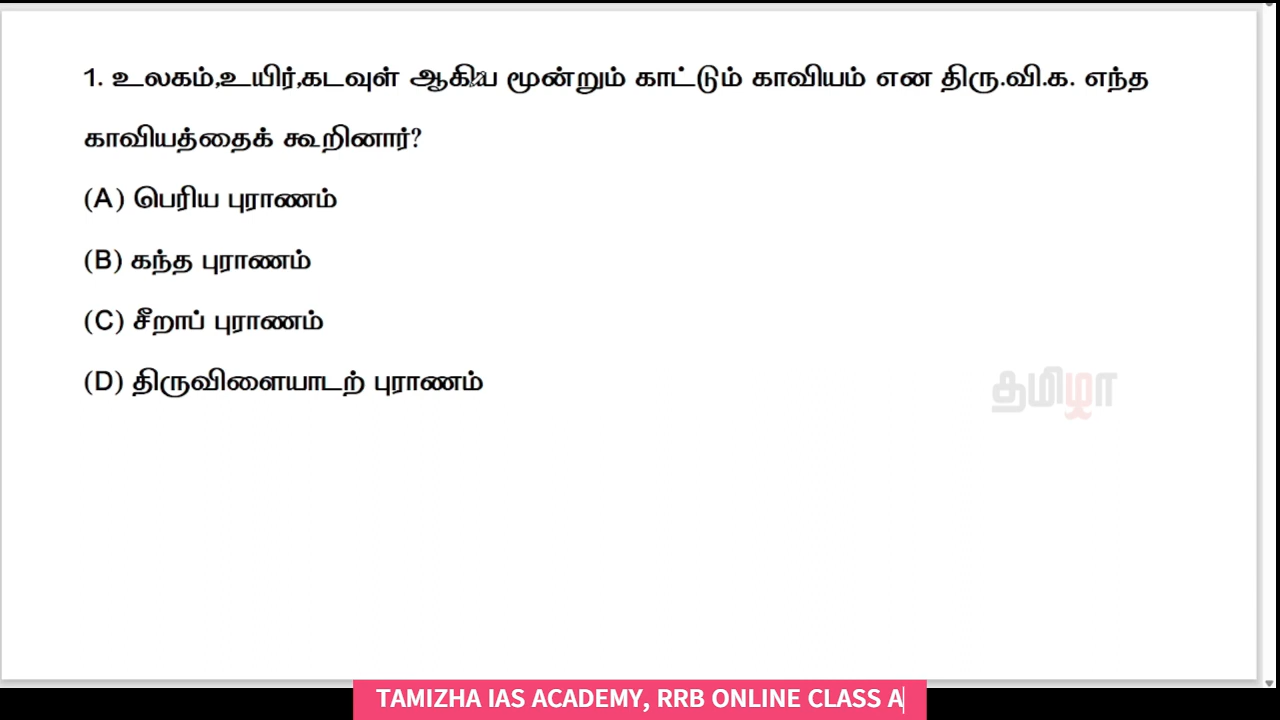 1. உலகம்,உயிர்,கடவுள் ஆகிய மூன்றும் காட்டும் காவியம் என திரு.வி.க. எந்த
காவியத்தைக் கூறினார்?
(A) பெரிய புராணம்
(B) கந்த புராணம்
(C) சீறாப் புராணம்
(D) திருவிளையாடற் புராணம்
தமிழா
TAMIZHA IAS ACADEMY, RRB ONLINE CLASS A